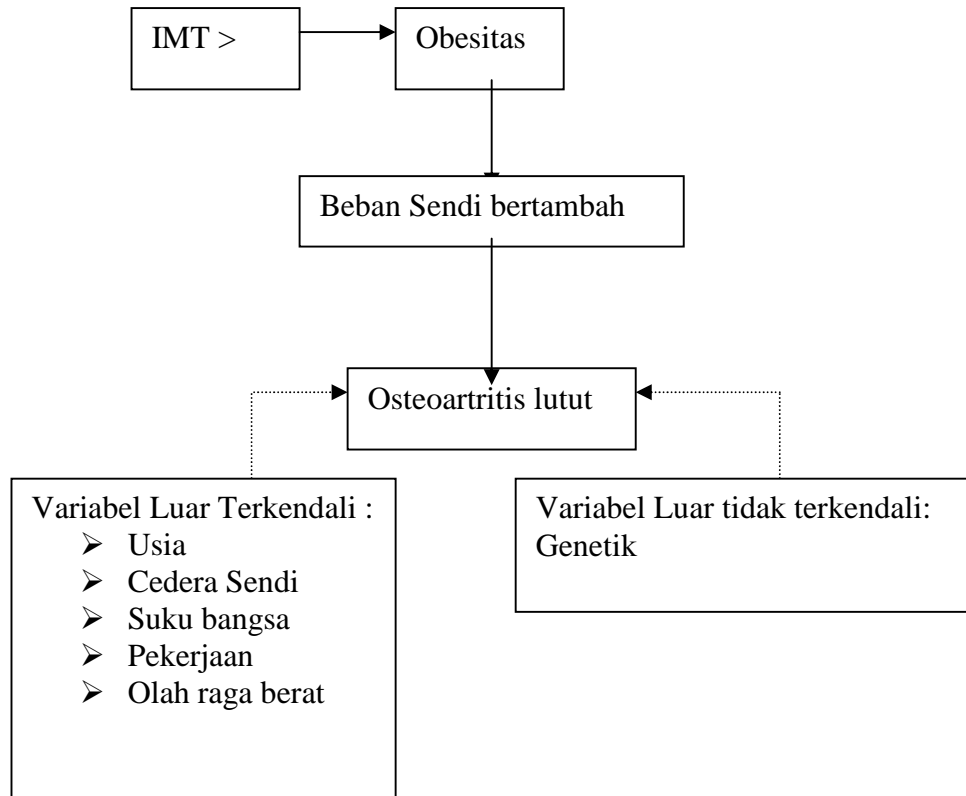 IMT >
Obesitas
Beban Sendi bertambah
Osteoartritis lutut
Variabel Luar Terkendali :
➢ Usia
➢ Cedera Sendi
➢ Suku bangsa
➢ Pekerjaan
➢ Olah raga berat
Variabel Luar tidak terkendali:
Genetik